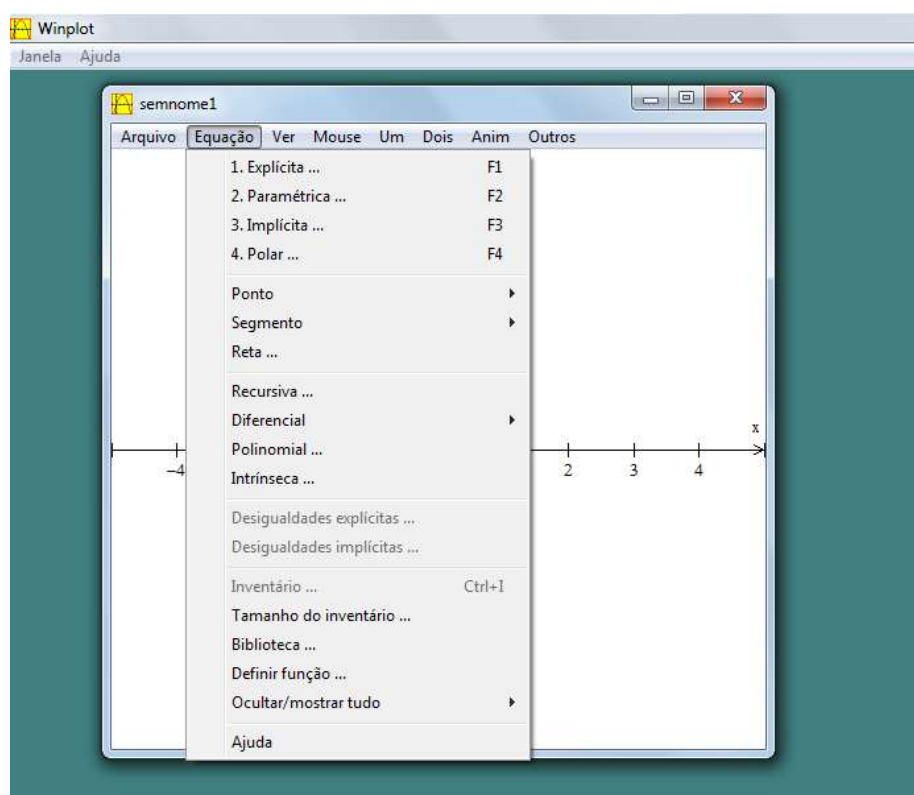 Winplot
Janela Ajuda
semnome1
Arquivo Equação Ver Mouse Um Dois Anim Outros
1. Explícita ... F1
2. Paramétrica ... F2
3. Implícita ... F3
4. Polar ... F4
Ponto
Segmento
Reta ...
Recursiva ...
Diferencial
Polinomial ...
Intrínseca ...
Desigualdades explícitas ...
Desigualdades implícitas ...
Inventário ... Ctrl+I
Tamanho do inventário ...
Biblioteca ...
Definir função ...
Ocultar/mostrar tudo
Ajuda
x
−4 2 3 4